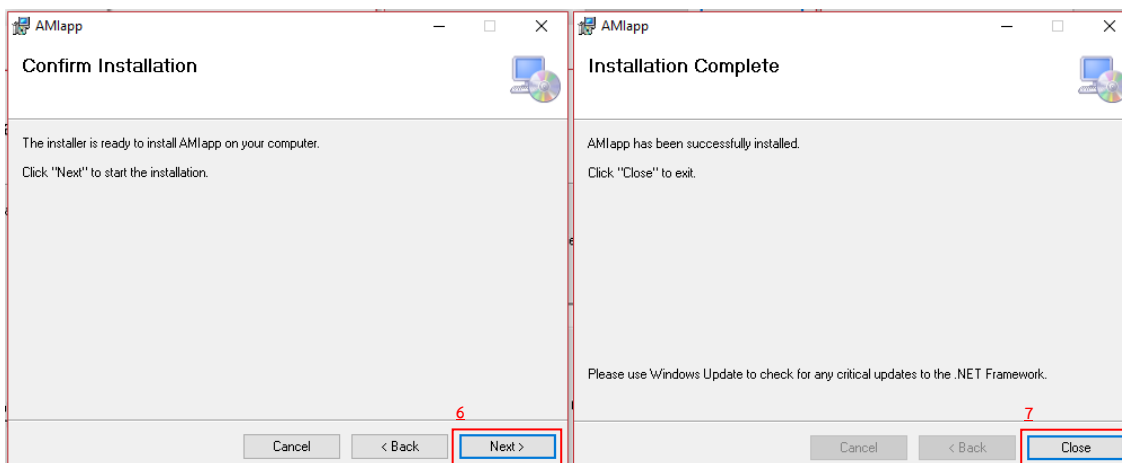 AMIapp
Confirm Installation
The installer is ready to install AMIapp on your computer.
Click "Next" to start the installation.
6
Cancel
< Back
Next >
AMIapp
Installation Complete
AMIapp has been successfully installed.
Click "Close" to exit.
Please use Windows Update to check for any critical updates to the .NET Framework.
7
Cancel
< Back
Close